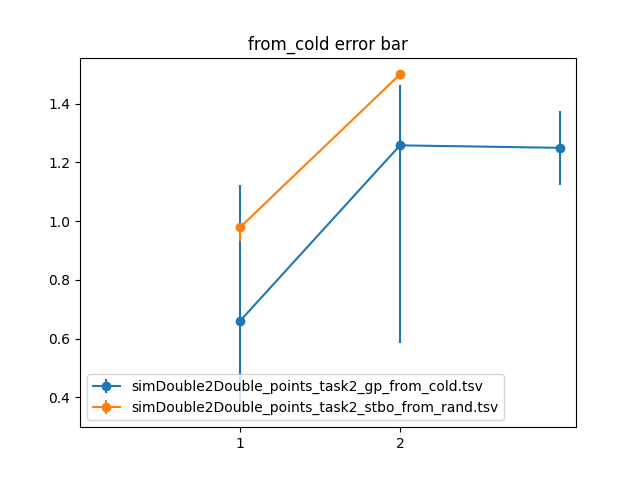 from_cold error bar
1.4
1.2
1.0
0.8
0.6
0.4
simDouble2Double_points_task2_gp_from_cold.tsv
simDouble2Double_points_task2_stbo_from_rand.tsv
1 2